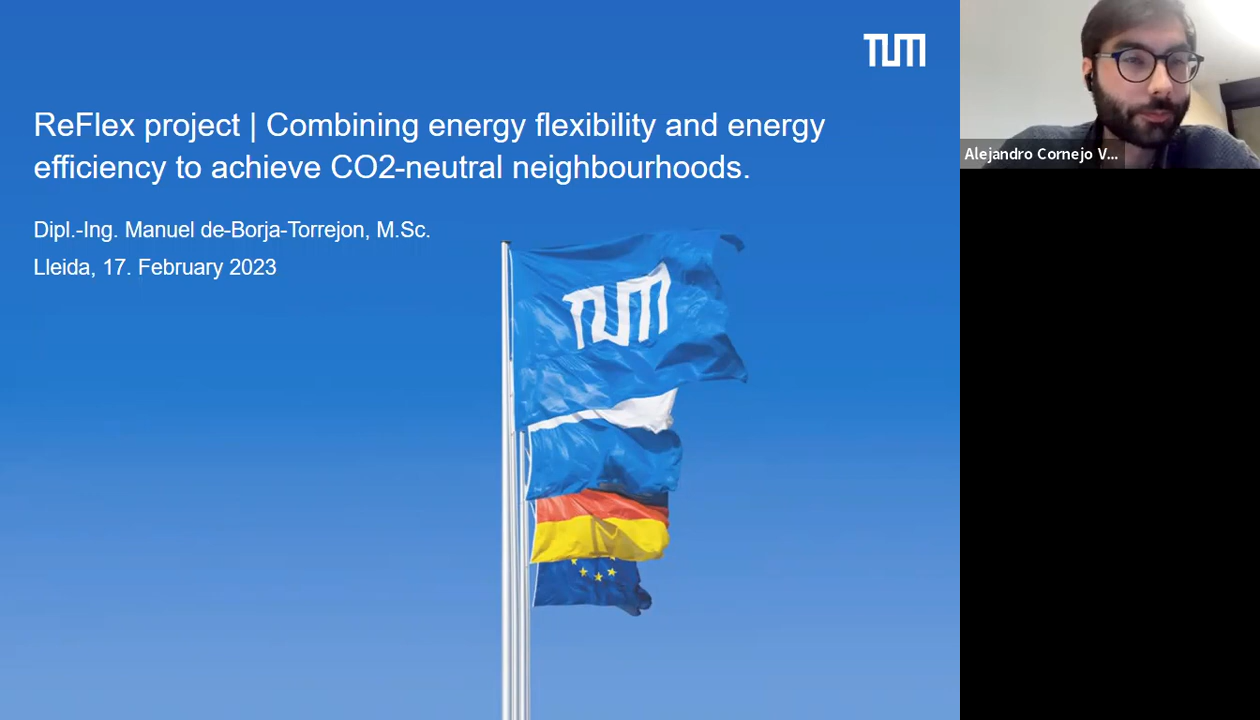 TUM
ReFlex project | Combining energy flexibility and energy
efficiency to achieve CO2-neutral neighbourhoods.
Dipl.-Ing. Manuel de-Borja-Torrejon, M.Sc.
Lleida, 17. February 2023
TUM
Alejandro Cornejo V...